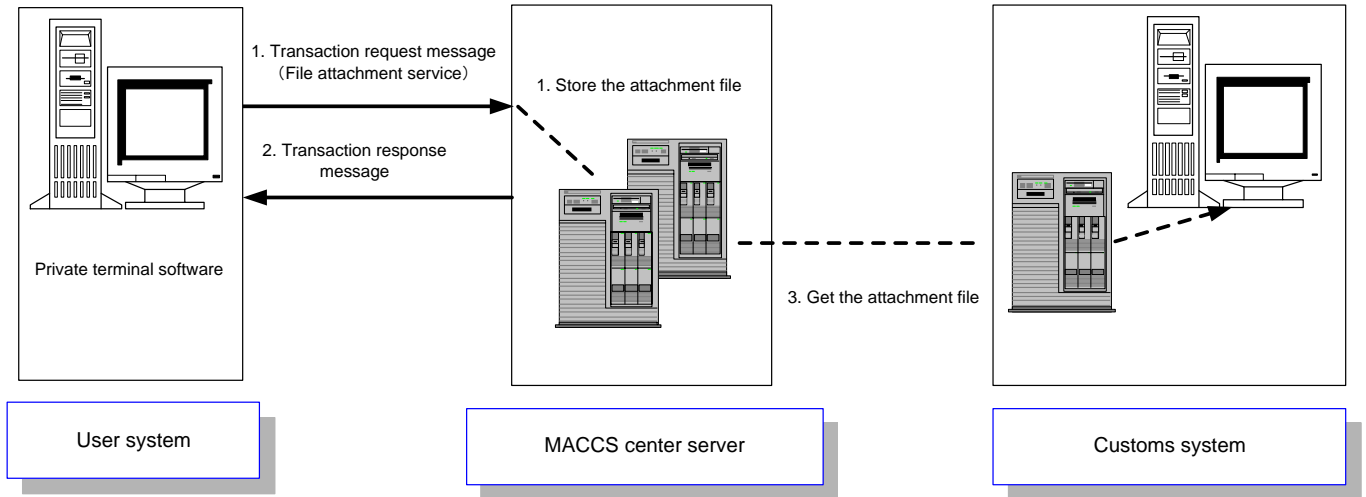 1. Transaction request message
（File attachment service）
1. Store the attachment file
2. Transaction response
message
Private terminal software
3. Get the attachment file
User system
MACCS center server
Customs system